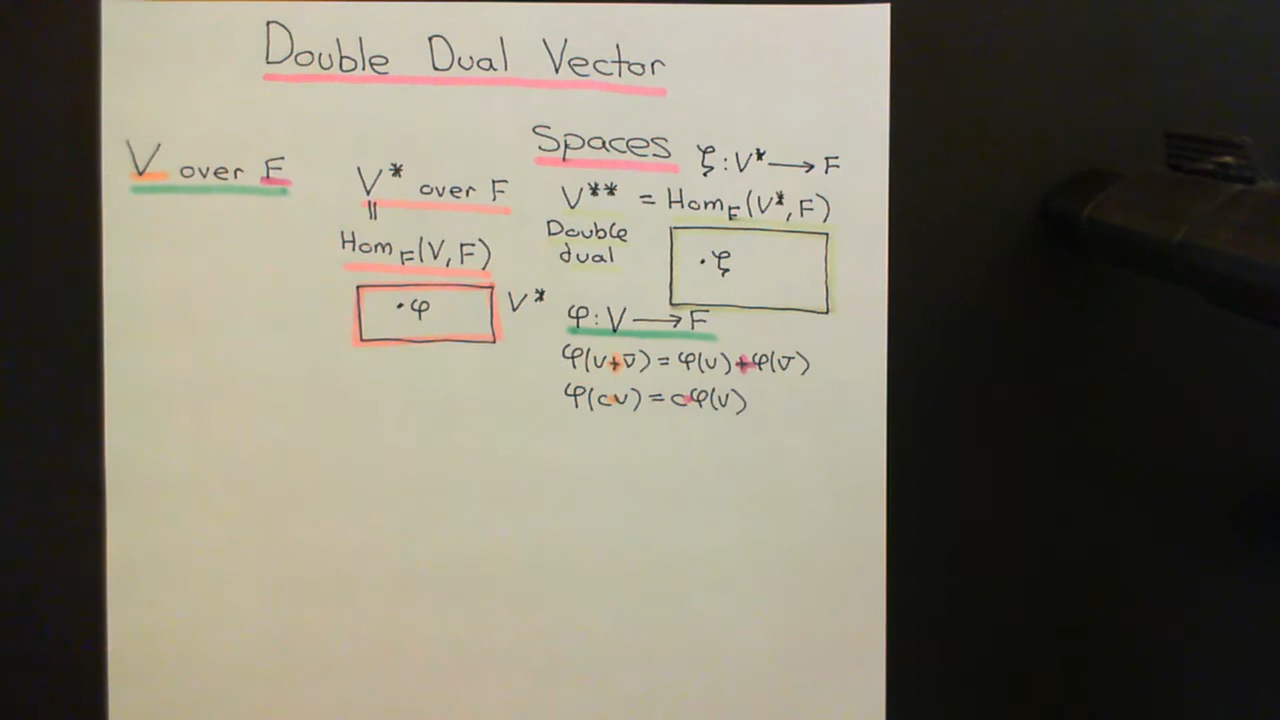 Double Dual Vector
Spaces
V over F
V* over F
=
Hom_F(V, F)
·φ
V*
ζ: V* → F
V** = Hom_F(V*, F)
Double
dual
·ζ
φ: V → F
φ(v+v̄) = φ(v)+φ(v̄)
φ(cv) = cφ(v)